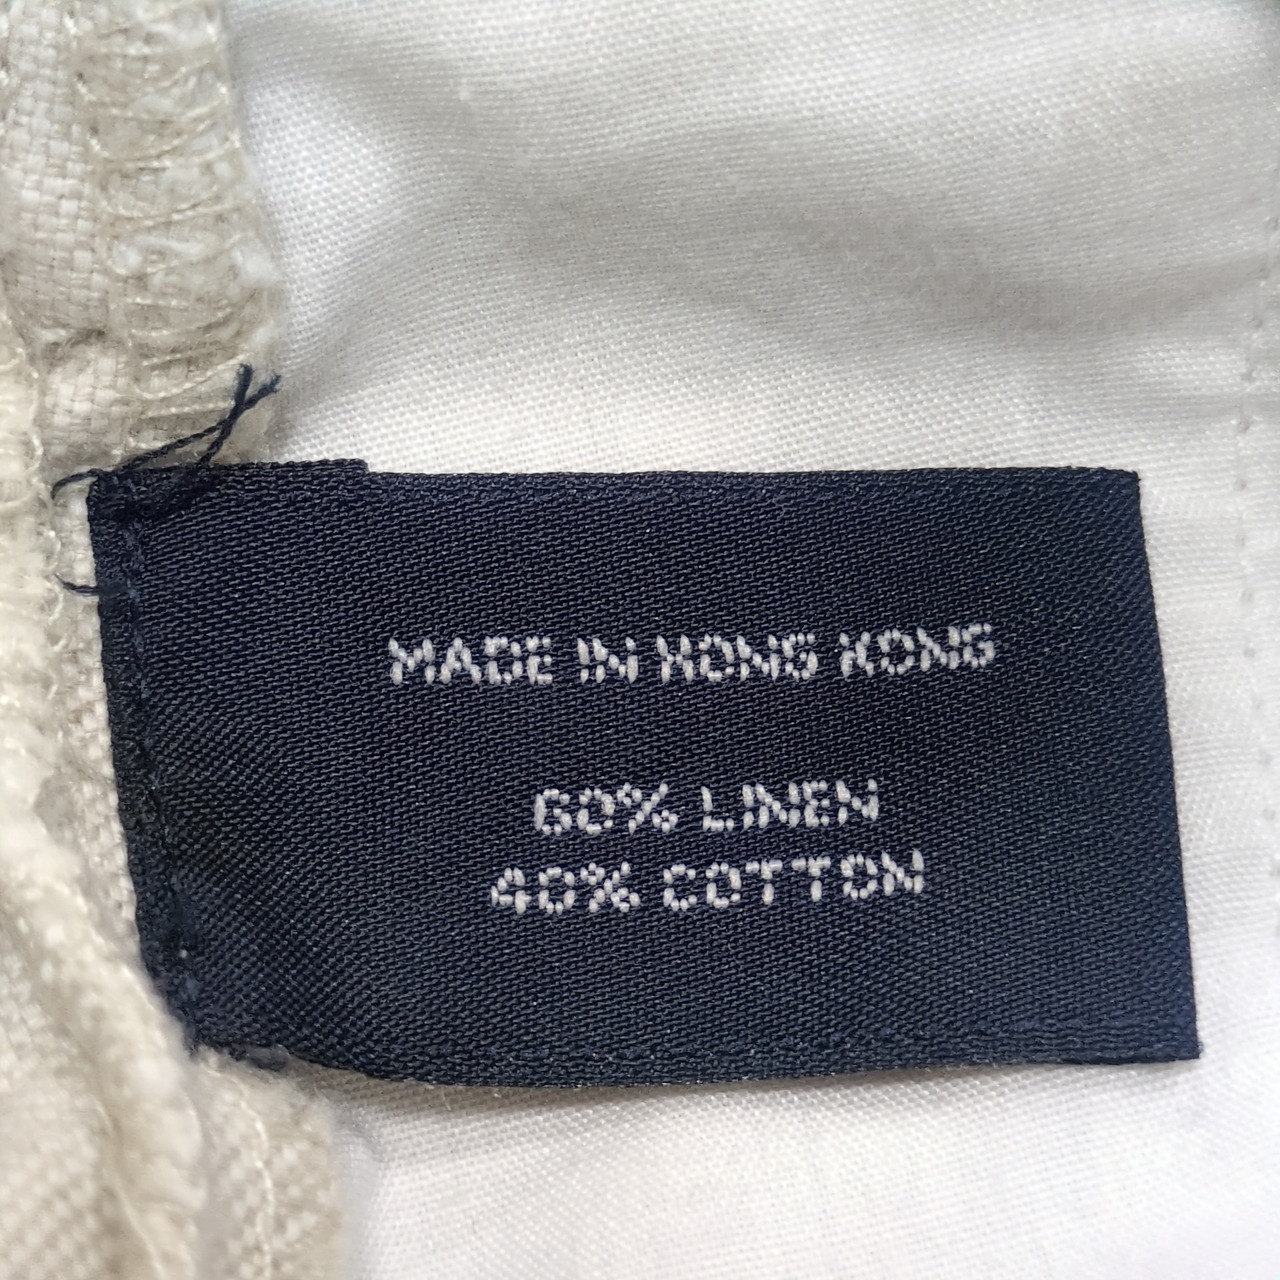 MADE IN HONG KONG
60% LINEN
40% COTTON